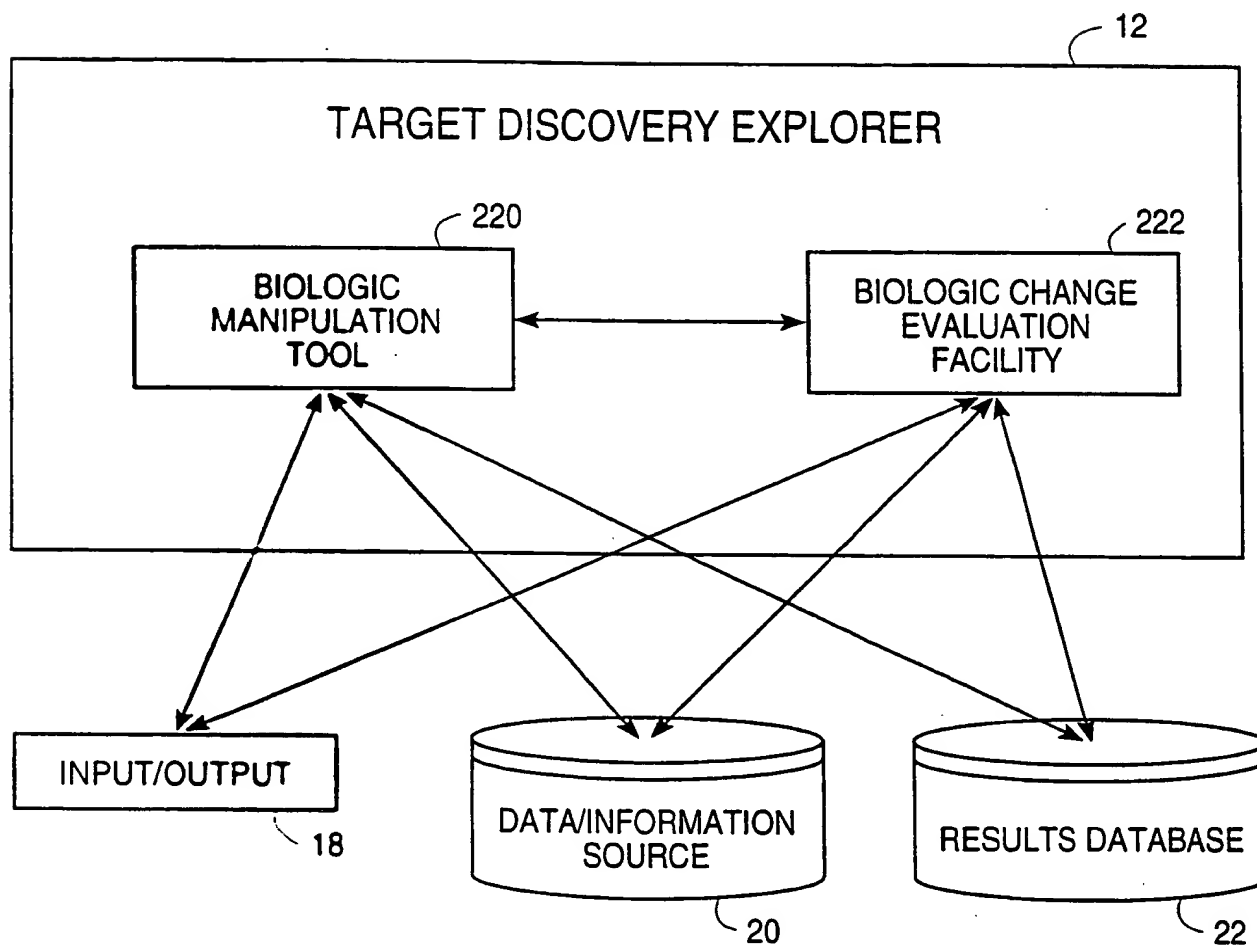 12
TARGET DISCOVERY EXPLORER
220
222
BIOLOGIC
MANIPULATION
TOOL
BIOLOGIC CHANGE
EVALUATION
FACILITY
INPUT/OUTPUT
18
DATA/INFORMATION
SOURCE
20
RESULTS DATABASE
22